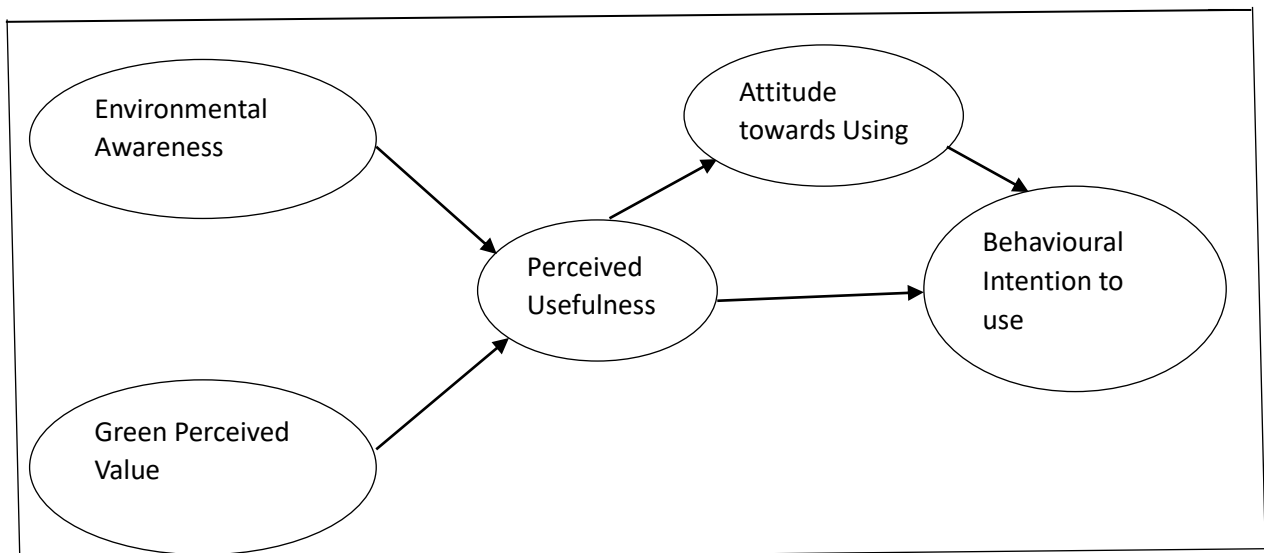 Environmental
Awareness
Attitude
towards Using
Perceived
Usefulness
Behavioural
Intention to
use
Green Perceived
Value